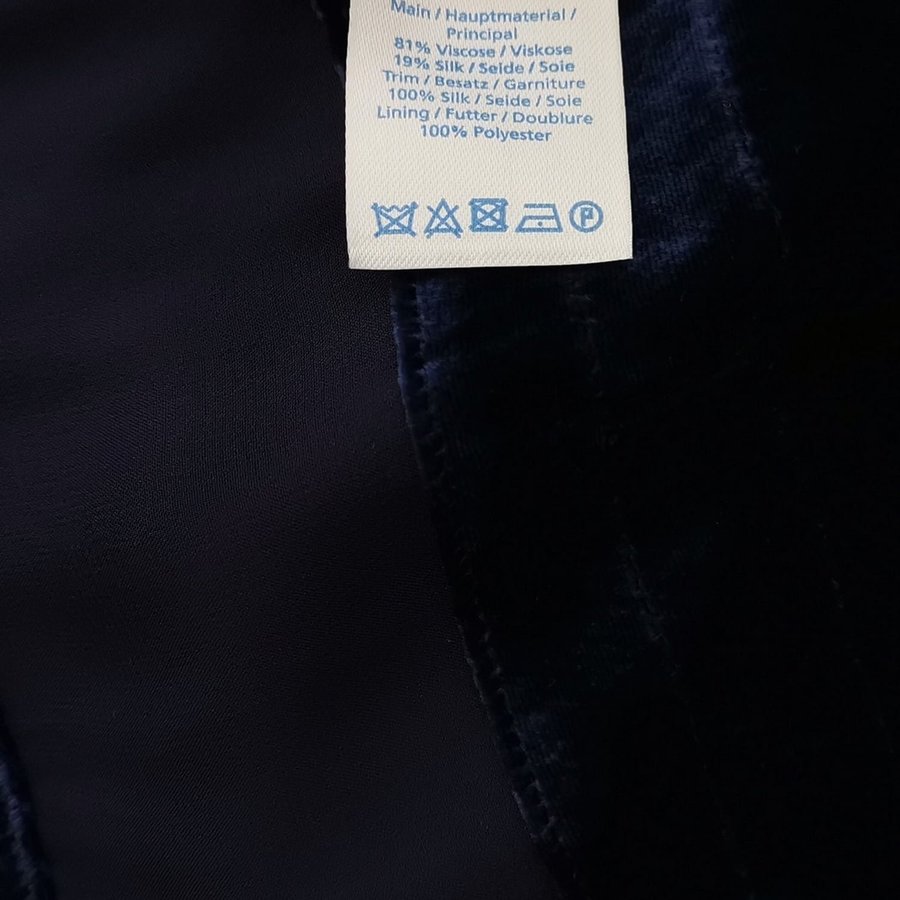 Main / Hauptmaterial /
Principal
81% Viscose / Viskose
19% Silk / Seide / Soie
Trim / Besatz / Garniture
100% Silk / Seide / Soie
Lining / Futter / Doublure
100% Polyester
P